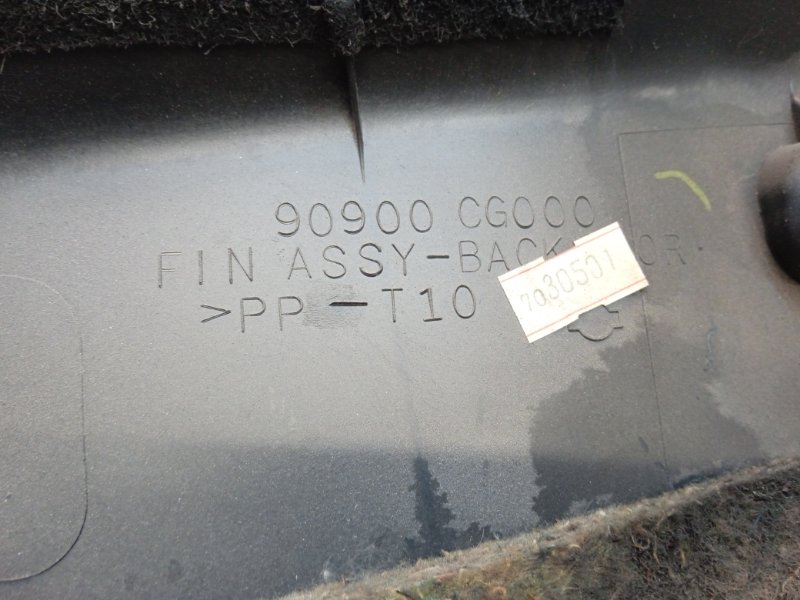 90900 CG000
FIN ASSY-BACK
>PP-T10
7030501